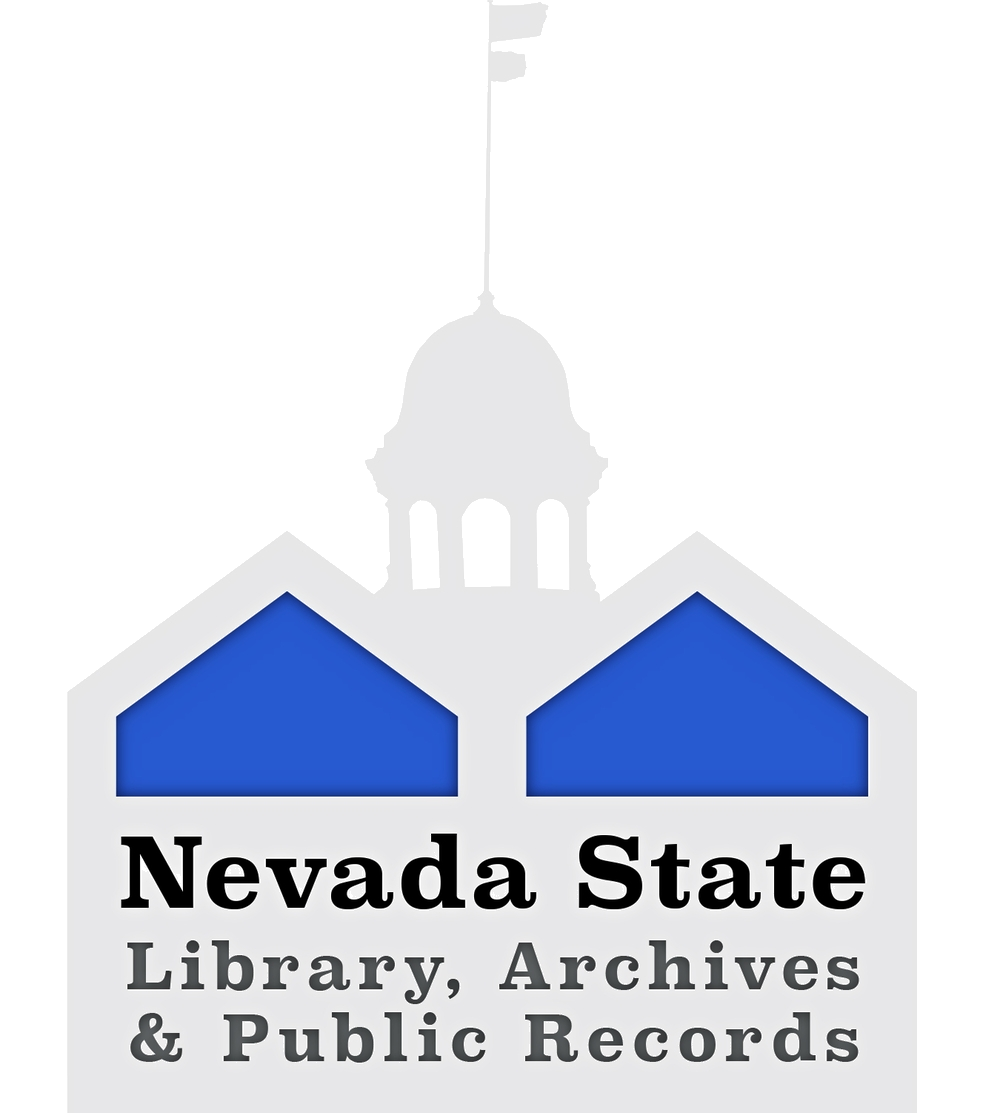 Nevada State
Library, Archives
& Public Records